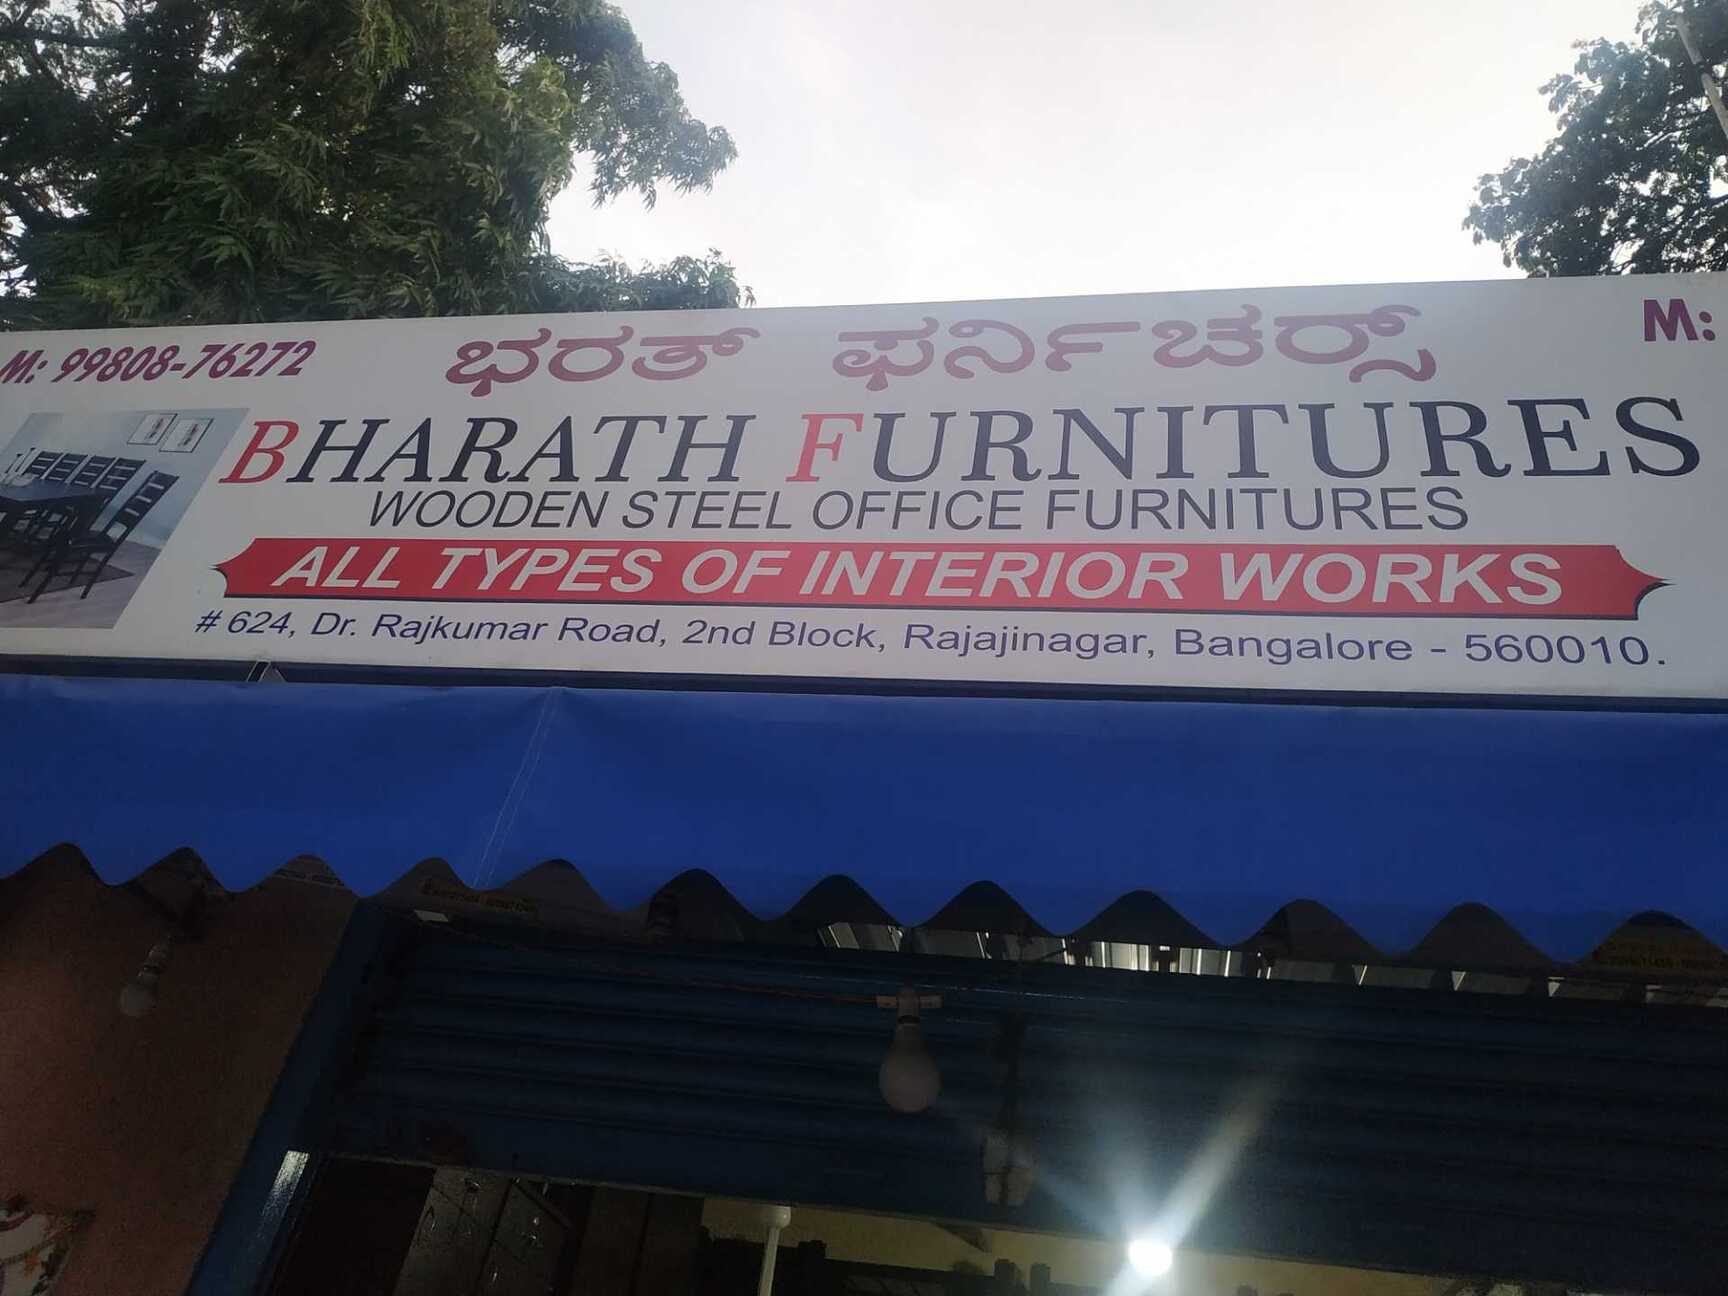 M: 99808-76272
ಭರತ್ ಫರ್ನಿಚರ್ಸ್
M:
BHARATH FURNITURES
WOODEN STEEL OFFICE FURNITURES
ALL TYPES OF INTERIOR WORKS
# 624, Dr. Rajkumar Road, 2nd Block, Rajajinagar, Bangalore - 560010.